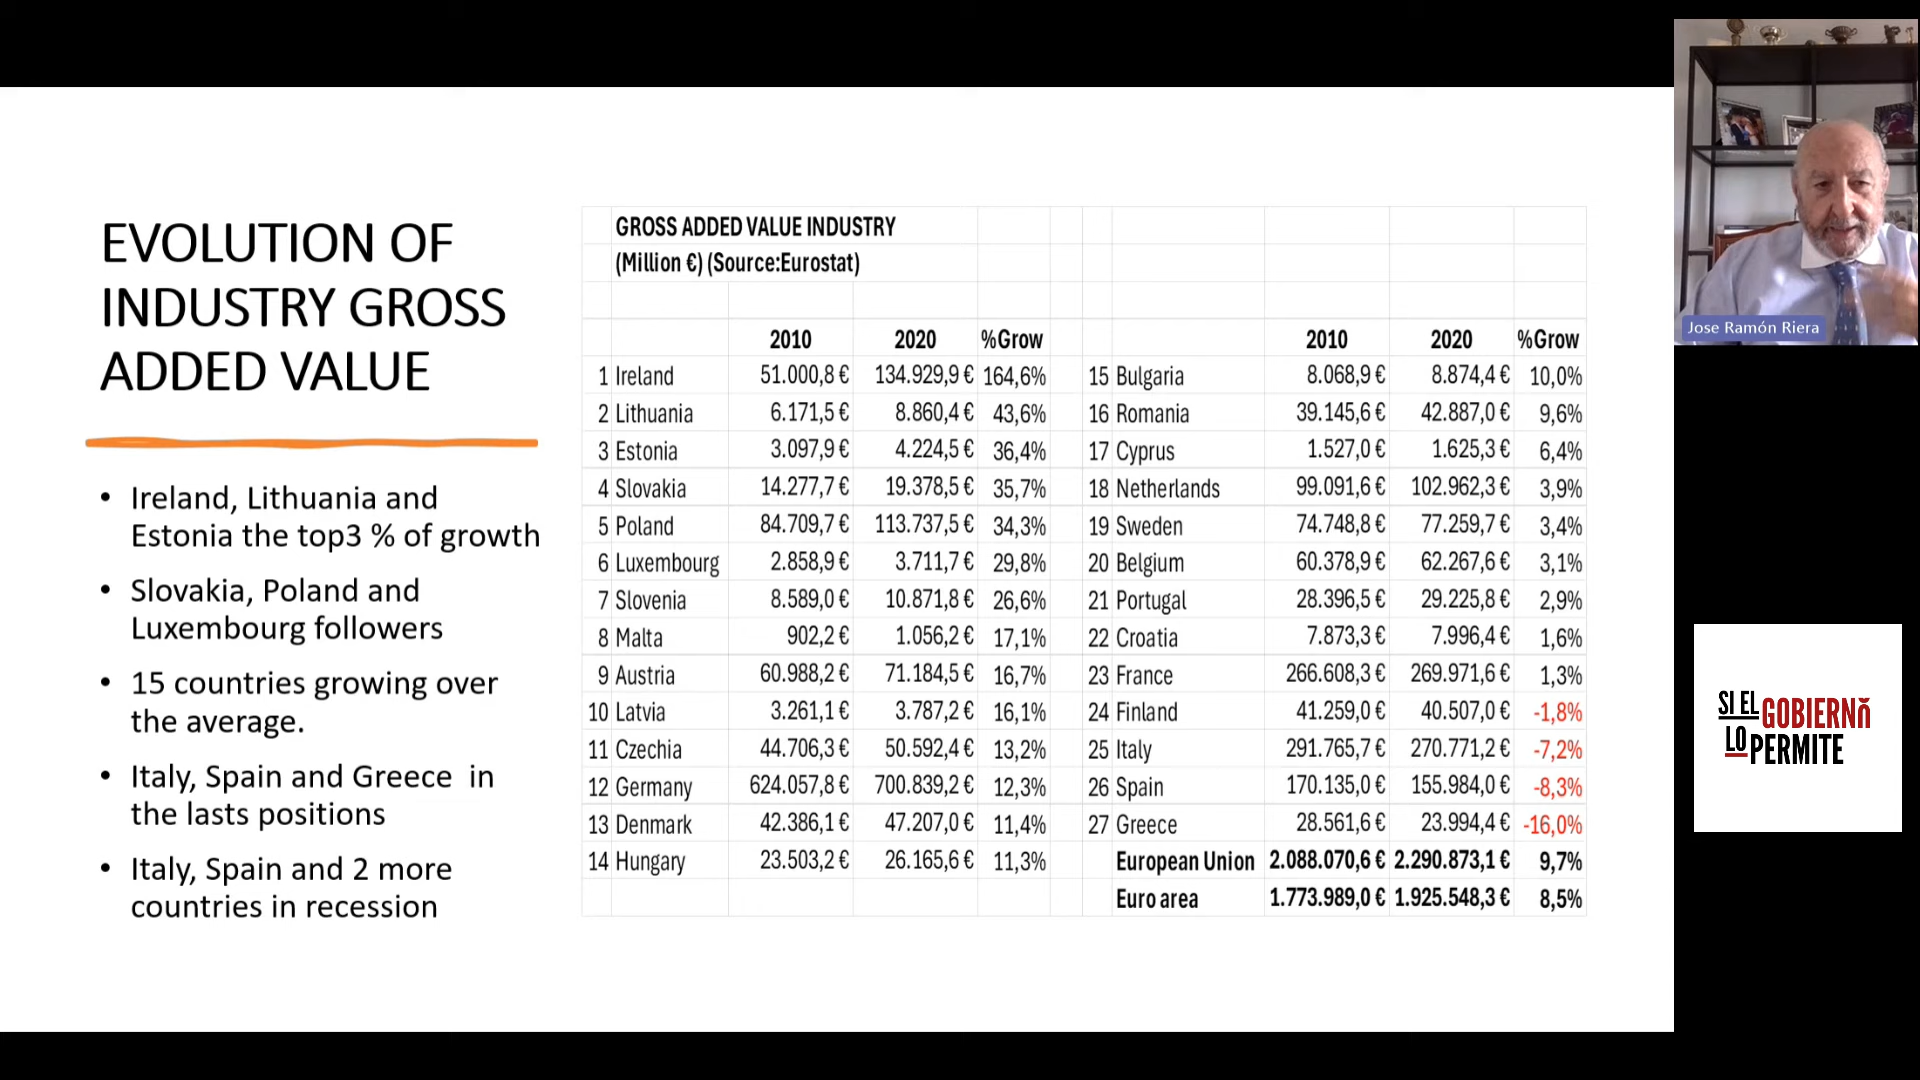 EVOLUTION OF
INDUSTRY GROSS
ADDED VALUE
• Ireland, Lithuania and
Estonia the top3 % of growth
• Slovakia, Poland and
Luxembourg followers
• 15 countries growing over
the average.
• Italy, Spain and Greece in
the lasts positions
• Italy, Spain and 2 more
countries in recession
GROSS ADDED VALUE INDUSTRY
(Million €) (Source:Eurostat)
2010 2020 %Grow 2010 2020 %Grow
1 Ireland 51.000,8 € 134.929,9 € 164,6% 15 Bulgaria 8.068,9 € 8.874,4 € 10,0%
2 Lithuania 6.171,5 € 8.860,4 € 43,6% 16 Romania 39.145,6 € 42.887,0 € 9,6%
3 Estonia 3.097,9 € 4.224,5 € 36,4% 17 Cyprus 1.527,0 € 1.625,3 € 6,4%
4 Slovakia 14.277,7 € 19.378,5 € 35,7% 18 Netherlands 99.091,6 € 102.962,3 € 3,9%
5 Poland 84.709,7 € 113.737,5 € 34,3% 19 Sweden 74.748,8 € 77.259,7 € 3,4%
6 Luxembourg 2.858,9 € 3.711,7 € 29,8% 20 Belgium 60.378,9 € 62.267,6 € 3,1%
7 Slovenia 8.589,0 € 10.871,8 € 26,6% 21 Portugal 28.396,5 € 29.225,8 € 2,9%
8 Malta 902,2 € 1.056,2 € 17,1% 22 Croatia 7.873,3 € 7.996,4 € 1,6%
9 Austria 60.988,2 € 71.184,5 € 16,7% 23 France 266.608,3 € 269.971,6 € 1,3%
10 Latvia 3.261,1 € 3.787,2 € 16,1% 24 Finland 41.259,0 € 40.507,0 € -1,8%
11 Czechia 44.706,3 € 50.592,4 € 13,2% 25 Italy 291.765,7 € 270.771,2 € -7,2%
12 Germany 624.057,8 € 700.839,2 € 12,3% 26 Spain 170.135,0 € 155.984,0 € -8,3%
13 Denmark 42.386,1 € 47.207,0 € 11,4% 27 Greece 28.561,6 € 23.994,4 € -16,0%
14 Hungary 23.503,2 € 26.165,6 € 11,3% European Union 2.088.070,6 € 2.290.873,1 € 9,7%
Euro area 1.773.989,0 € 1.925.548,3 € 8,5%
Jose Ramón Riera
SI EL GOBIERNO
LO PERMITE